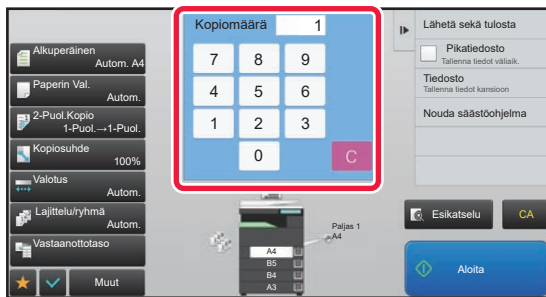 Alkuperäinen
Autom. A4
Paperin Val.
Autom.
2-Puol.Kopio
1-Puol.→1-Puol.
Kopiosuhde
100%
Valotus
Autom.
Lajittelu/ryhmä
Autom.
Vastaanottotaso
Muut
Kopiomäärä 1
7 8 9
4 5 6
1 2 3
0 C
Paljas 1
A4
A4
B5
B4
A3
Lähetä sekä tulosta
Pikatiedosto
Tallenna tiedot väliaik.
Tiedosto
Tallenna tiedot kansioon
Nouda säästöohjelma
Esikatselu
CA
Aloita